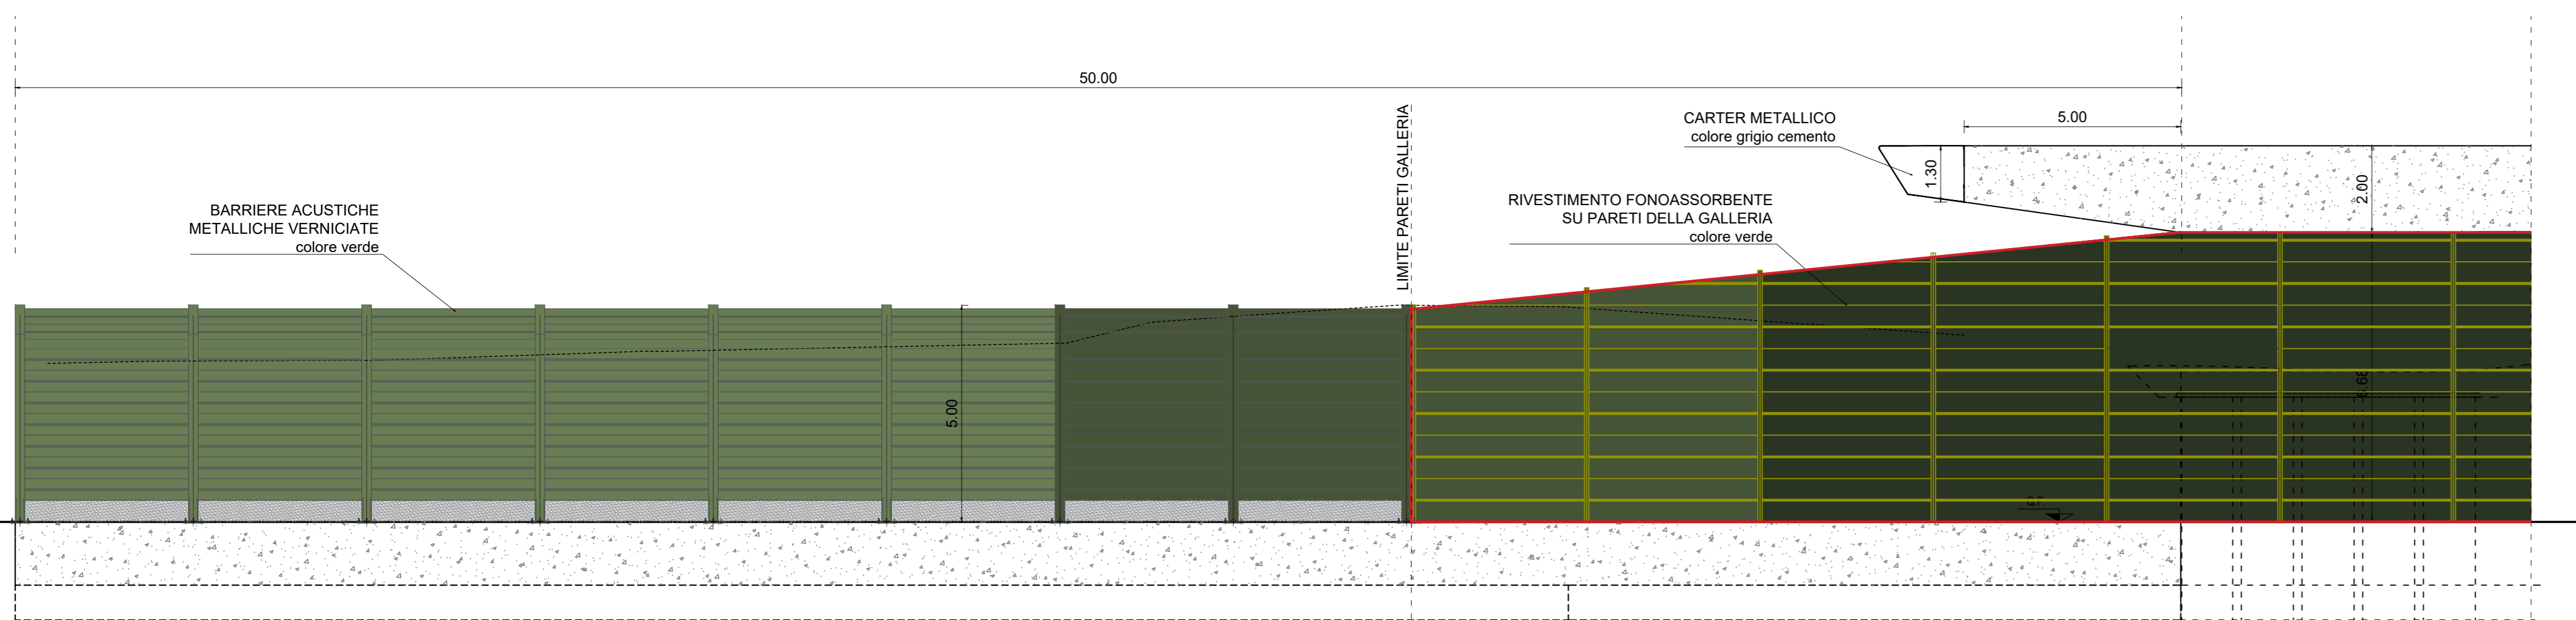 50.00
LIMITE PARETI GALLERIA
CARTER METALLICO
colore grigio cemento
5.00
1.30
2.00
RIVESTIMENTO FONOASSORBENTE
SU PARETI DELLA GALLERIA
colore verde
BARRIERE ACUSTICHE
METALLICHE VERNICIATE
colore verde
5.00